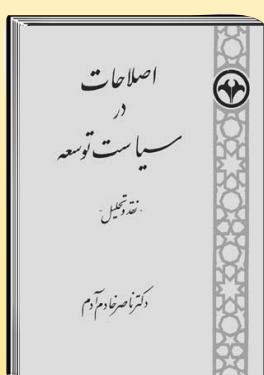 اصلاحات
در
سیاست توسعه
- نقد و تحلیل -
دکتر ناصر خادم آدم